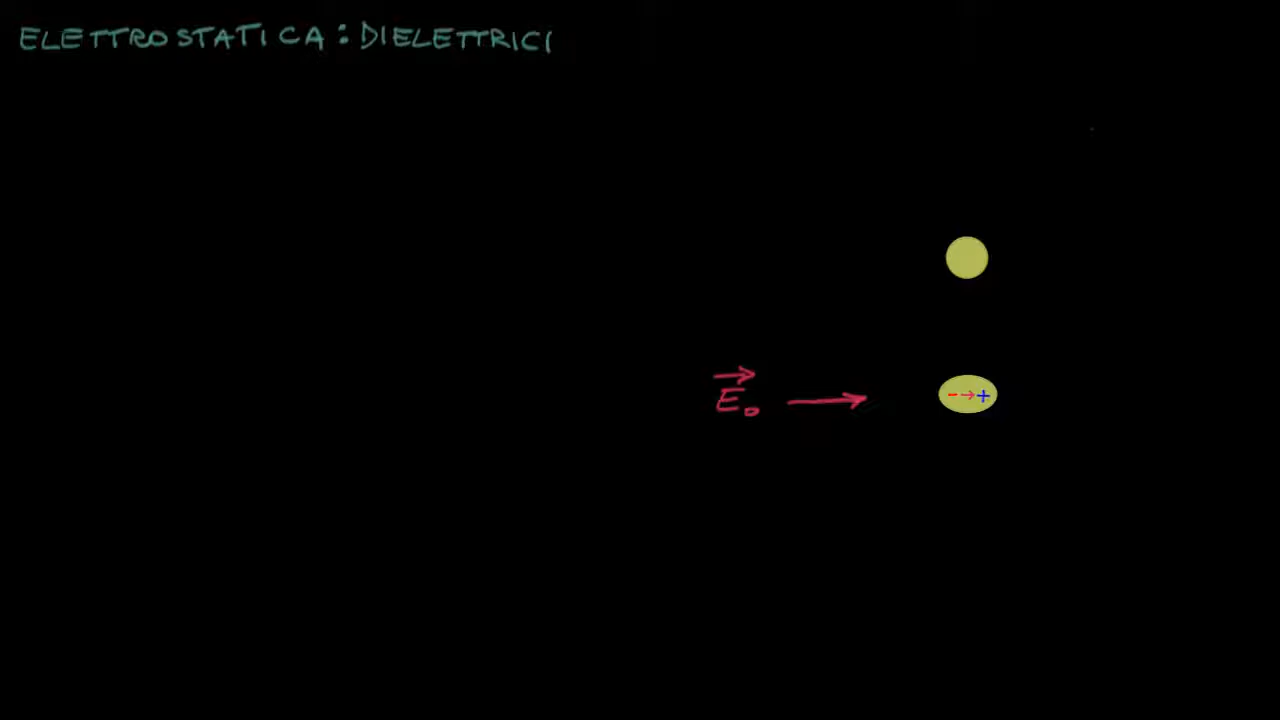 ELETTROSTATICA: DIELETTRICI
E₀
- → +